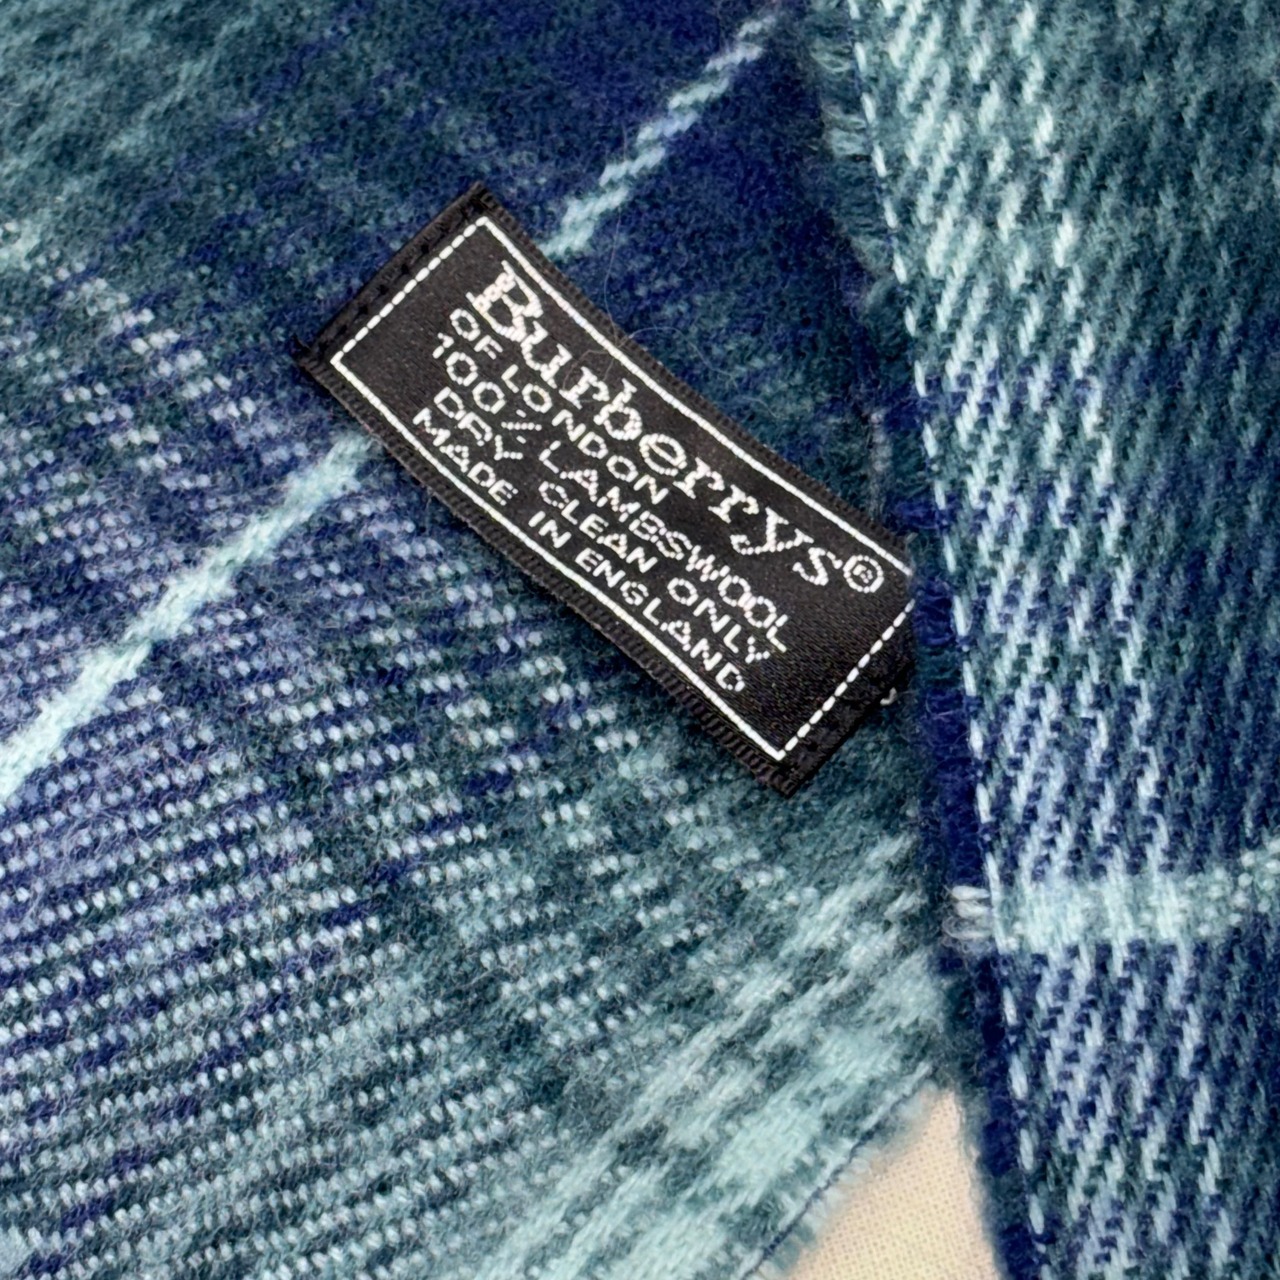 Burberrys®
OF LONDON
100% LAMBSWOOL
DRY CLEAN ONLY
MADE IN ENGLAND